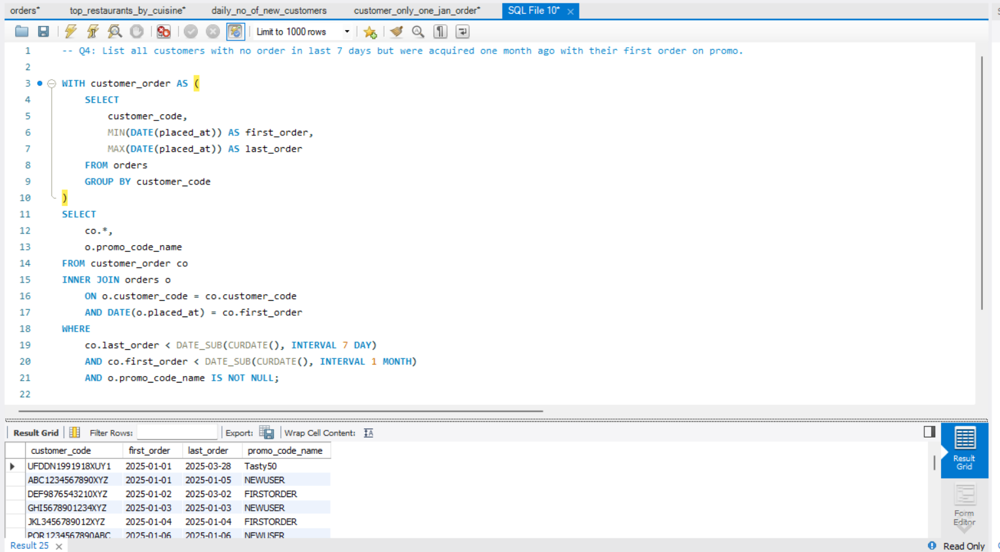 orders* top_restaurants_by_cuisine* daily_no_of_new_customers customer_only_one_jan_order* SQL File 10* ×
Limit to 1000 rows
1 -- Q4: List all customers with no order in last 7 days but were acquired one month ago with their first order on promo.
2
3 WITH customer_order AS (
4 SELECT
5 customer_code,
6 MIN(DATE(placed_at)) AS first_order,
7 MAX(DATE(placed_at)) AS last_order
8 FROM orders
9 GROUP BY customer_code
10 )
11 SELECT
12 co.*,
13 o.promo_code_name
14 FROM customer_order co
15 INNER JOIN orders o
16 ON o.customer_code = co.customer_code
17 AND DATE(o.placed_at) = co.first_order
18 WHERE
19 co.last_order < DATE_SUB(CURDATE(), INTERVAL 7 DAY)
20 AND co.first_order < DATE_SUB(CURDATE(), INTERVAL 1 MONTH)
21 AND o.promo_code_name IS NOT NULL;
22
Result Grid Filter Rows: Export: Wrap Cell Content: IA
customer_code first_order last_order promo_code_name
UFDDN1991918XUY1 2025-01-01 2025-03-28 Tasty50
ABC1234567890XYZ 2025-01-01 2025-01-05 NEWUSER
DEF9876543210XYZ 2025-01-02 2025-03-02 FIRSTORDER
GHI5678901234XYZ 2025-01-03 2025-01-03 NEWUSER
JKL3456789012XYZ 2025-01-04 2025-01-04 FIRSTORDER
PQR1234567890ABC 2025-01-06 2025-01-06 NEWUSER
Result
Grid
Form
Editor
Result 25 ×
Read Only